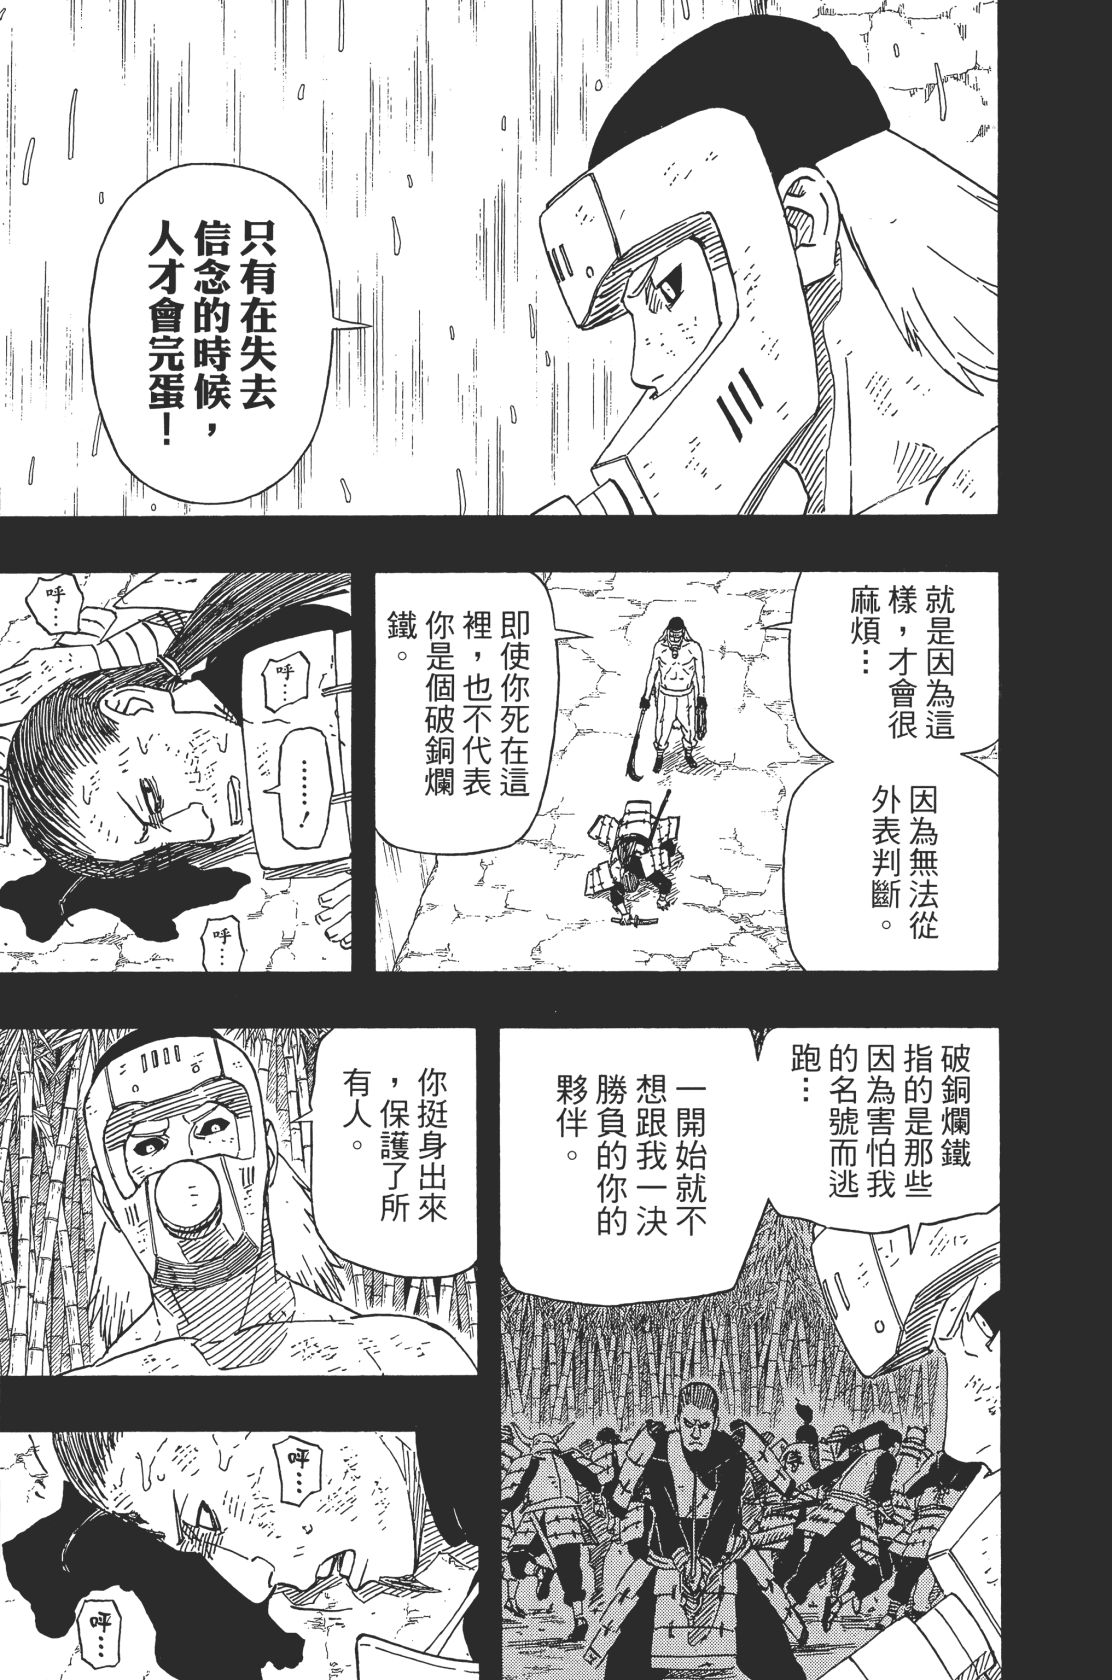 只有在失去
信念的時候，
人才會完蛋！
就是因為這
樣，才會很
麻煩…
因為無法從
外表判斷。
即使你死在這
裡，也不代表
你是個破銅爛
鐵。
呼…
呼…
……！
呼…
破銅爛鐵
指的是那些
因為害怕我
的名號而逃
跑…
一開始就不
想跟我一決
勝負的你的
夥伴。
你挺身出來
，保護了所
有人。
呼…
呼…